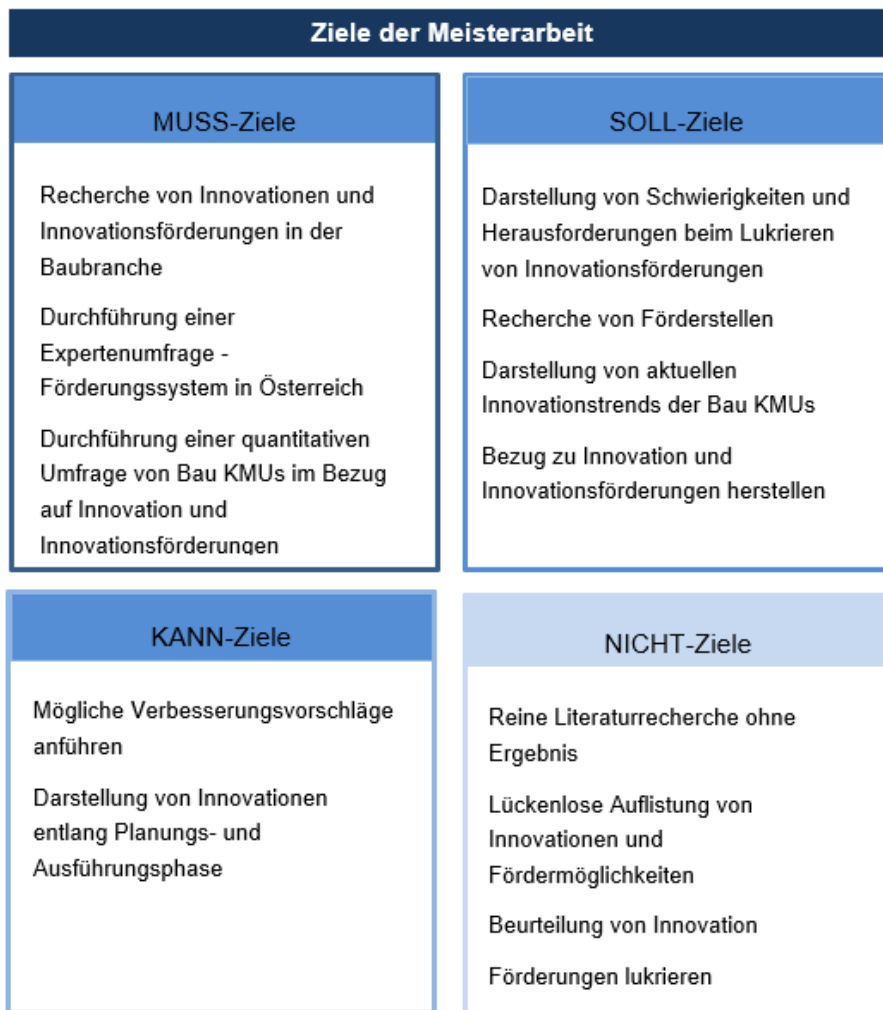 Ziele der Meisterarbeit
MUSS-Ziele
Recherche von Innovationen und
Innovationsförderungen in der
Baubranche
Durchführung einer
Expertenumfrage -
Förderungssystem in Österreich
Durchführung einer quantitativen
Umfrage von Bau KMUs im Bezug
auf Innovation und
Innovationsförderungen
SOLL-Ziele
Darstellung von Schwierigkeiten und
Herausforderungen beim Lukrieren
von Innovationsförderungen
Recherche von Förderstellen
Darstellung von aktuellen
Innovationstrends der Bau KMUs
Bezug zu Innovation und
Innovationsförderungen herstellen
KANN-Ziele
Mögliche Verbesserungsvorschläge
anführen
Darstellung von Innovationen
entlang Planungs- und
Ausführungsphase
NICHT-Ziele
Reine Literaturrecherche ohne
Ergebnis
Lückenlose Auflistung von
Innovationen und
Fördermöglichkeiten
Beurteilung von Innovation
Förderungen lukrieren